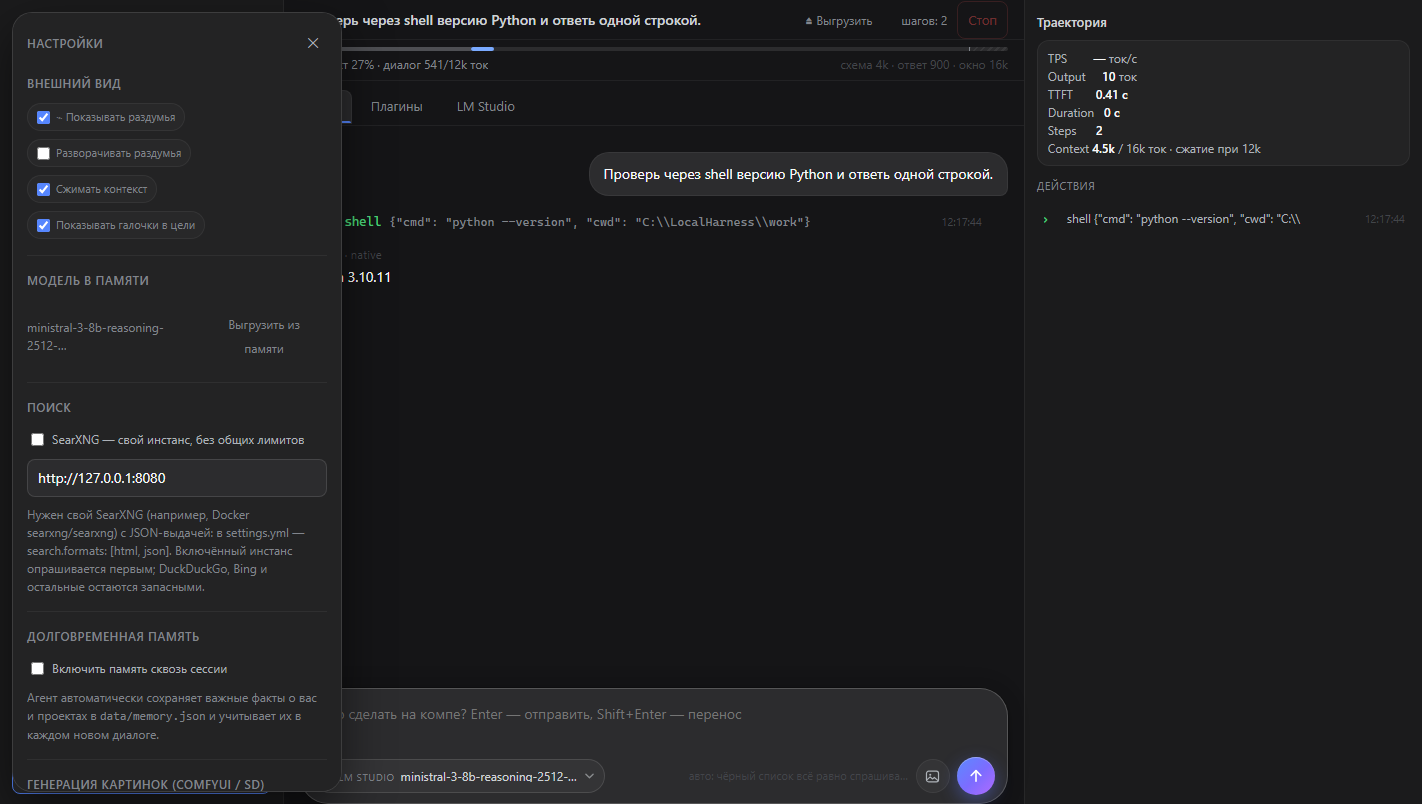 НАСТРОЙКИ
ВНЕШНИЙ ВИД
~ Показывать раздумья
Разворачивать раздумья
Сжимать контекст
Показывать галочки в цели
МОДЕЛЬ В ПАМЯТИ
ministral-3-8b-reasoning-
2512-...
Выгрузить из
памяти
ПОИСК
SearXNG — свой инстанс, без общих лимитов
http://127.0.0.1:8080
Нужен свой SearXNG (например, Docker
searxng/searxng) с JSON-выдачей: в settings.yml —
search.formats: [html, json]. Включённый инстанс
опрашивается первым; DuckDuckGo, Bing и
остальные остаются запасными.
ДОЛГОВРЕМЕННАЯ ПАМЯТЬ
Включить память сквозь сессии
Агент автоматически сохраняет важные факты о вас
и проектах в data/memory.json и учитывает их в
каждом новом диалоге.
ГЕНЕРАЦИЯ КАРТИНОК (COMFYUI / SD)
через shell версию Python и ответь одной строкой.
Выгрузить
шагов: 2
Стоп
27% · диалог 541/12k ток
схема 4k · ответ 900 · окно 16k
Плагины
LM Studio
Проверь через shell версию Python и ответь одной строкой.
shell {"cmd": "python --version", "cwd": "C:\\LocalHarness\\work"}
12:17:44
· native
3.10.11
сделать на компе? Enter — отправить, Shift+Enter — перенос
LM STUDIO ministral-3-8b-reasoning-2512-...
авто: чёрный список всё равно спрашива...
Траектория
TPS — ток/с
Output 10 ток
TTFT 0.41 с
Duration 0 с
Steps 2
Context 4.5k / 16k ток · сжатие при 12k
ДЕЙСТВИЯ
› shell {"cmd": "python --version", "cwd": "C:\\
12:17:44